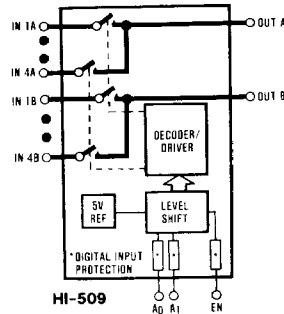 IN 1A
OUT A
IN 4A
IN 1B
OUT B
DECODER/
DRIVER
IN 4B
5V
REF
LEVEL
SHIFT
*DIGITAL INPUT
PROTECTION
* * *
HI-509
A0 A1 EN